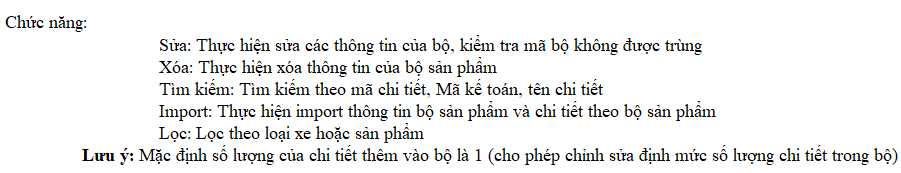 Chức năng:
Sửa: Thực hiện sửa các thông tin của bộ, kiểm tra mã bộ không được trùng
Xóa: Thực hiện xóa thông tin của bộ sản phẩm
Tìm kiếm: Tìm kiếm theo mã chi tiết, Mã kế toán, tên chi tiết
Import: Thực hiện import thông tin bộ sản phẩm và chi tiết theo bộ sản phẩm
Lọc: Lọc theo loại xe hoặc sản phẩm
Lưu ý: Mặc định số lượng của chi tiết thêm vào bộ là 1 (cho phép chỉnh sửa định mức số lượng chi tiết trong bộ)